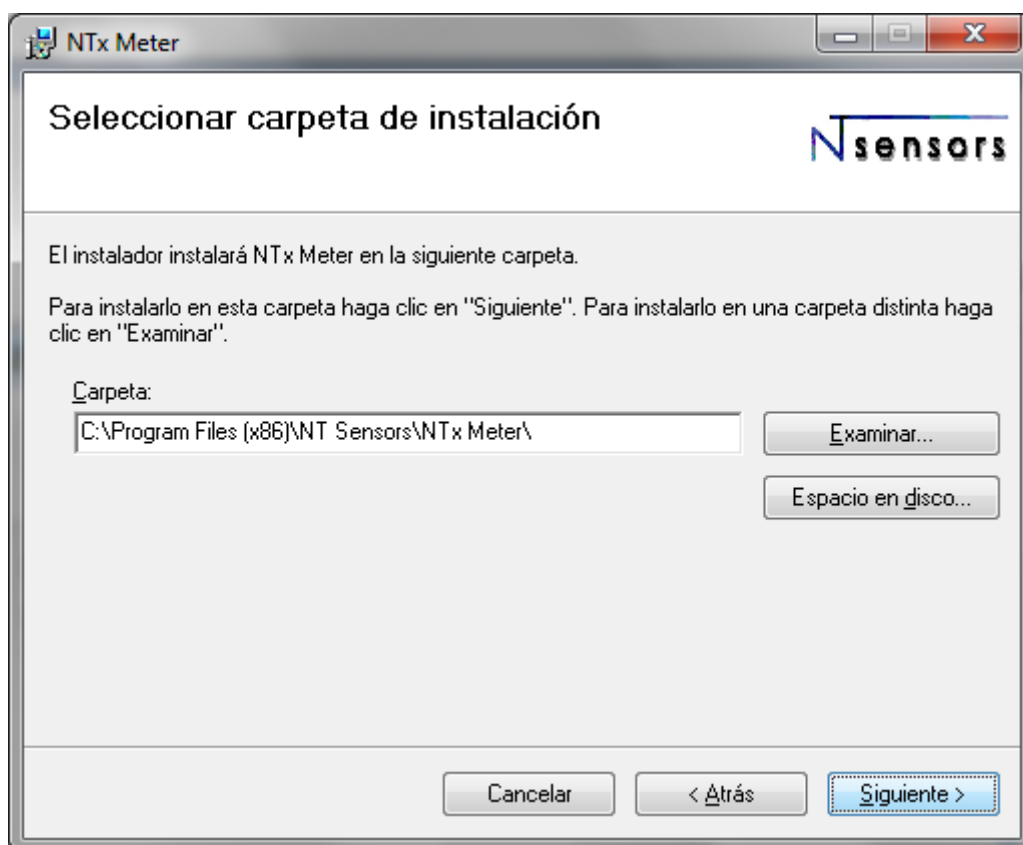 NTx Meter
Seleccionar carpeta de instalación
NTsensors
El instalador instalará NTx Meter en la siguiente carpeta.
Para instalarlo en esta carpeta haga clic en "Siguiente". Para instalarlo en una carpeta distinta haga
clic en "Examinar".
Carpeta:
C:\Program Files (x86)\NT Sensors\NTx Meter\
Examinar...
Espacio en disco...
Cancelar
< Atrás
Siguiente >